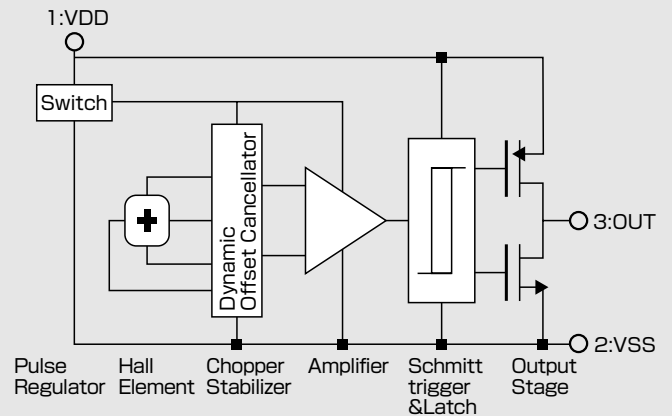 1:VDD
Switch
Dynamic
Offset Cancellator
3:OUT
2:VSS
Pulse
Regulator
Hall
Element
Chopper
Stabilizer
Amplifier
Schmitt
trigger
&Latch
Output
Stage